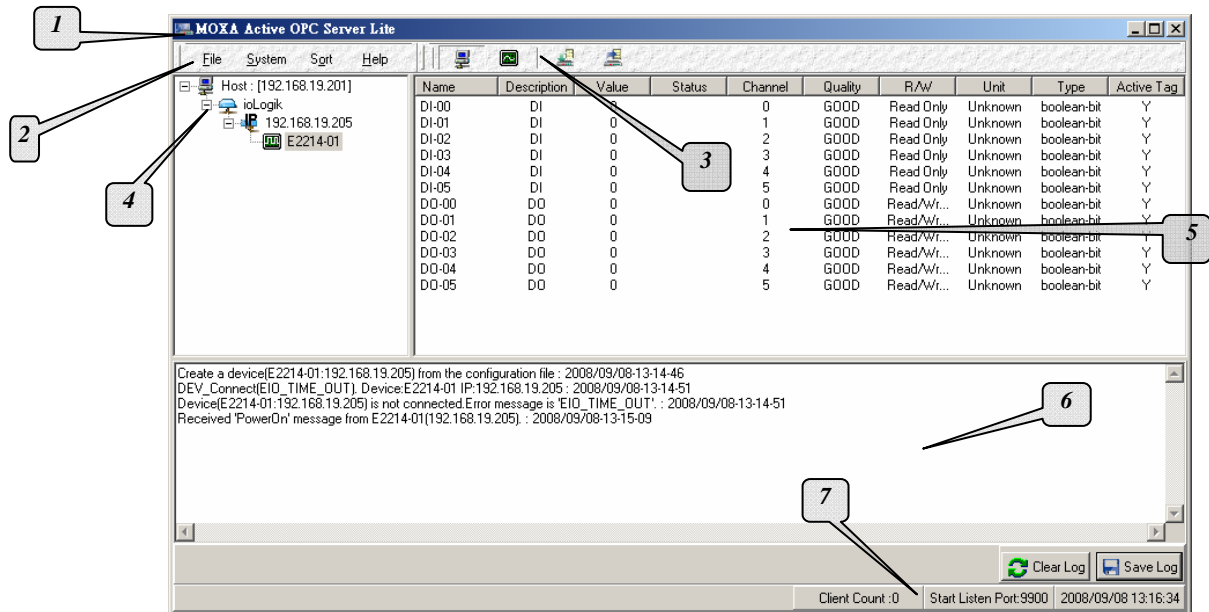 1
MOXA Active OPC Server Lite
2
File System Sort Help
3
4
Host : [192.168.19.201]
ioLogik
192.168.19.205
E2214-01
Name Description Value Status Channel Quality R/W Unit Type Active Tag
DI-00 DI 0 0 GOOD Read Only Unknown boolean-bit Y
DI-01 DI 0 1 GOOD Read Only Unknown boolean-bit Y
DI-02 DI 0 2 GOOD Read Only Unknown boolean-bit Y
DI-03 DI 0 3 GOOD Read Only Unknown boolean-bit Y
DI-04 DI 0 4 GOOD Read Only Unknown boolean-bit Y
DI-05 DI 0 5 GOOD Read Only Unknown boolean-bit Y
DO-00 DO 0 0 GOOD Read/Wr... Unknown boolean-bit Y
DO-01 DO 0 1 GOOD Read/Wr... Unknown boolean-bit Y
DO-02 DO 0 2 GOOD Read/Wr... Unknown boolean-bit Y
DO-03 DO 0 3 GOOD Read/Wr... Unknown boolean-bit Y
DO-04 DO 0 4 GOOD Read/Wr... Unknown boolean-bit Y
DO-05 DO 0 5 GOOD Read/Wr... Unknown boolean-bit Y
5
Create a device(E2214-01:192.168.19.205) from the configuration file : 2008/09/08-13-14-46
DEV_Connect(EIO_TIME_OUT). Device:E2214-01 IP:192.168.19.205 : 2008/09/08-13-14-51
Device(E2214-01:192.168.19.205) is not connected.Error message is 'EIO_TIME_OUT'. : 2008/09/08-13-14-51
Received 'PowerOn' message from E2214-01(192.168.19.205). : 2008/09/08-13-15-09
6
7
Clear Log Save Log
Client Count :0 Start Listen Port:9900 2008/09/08 13:16:34